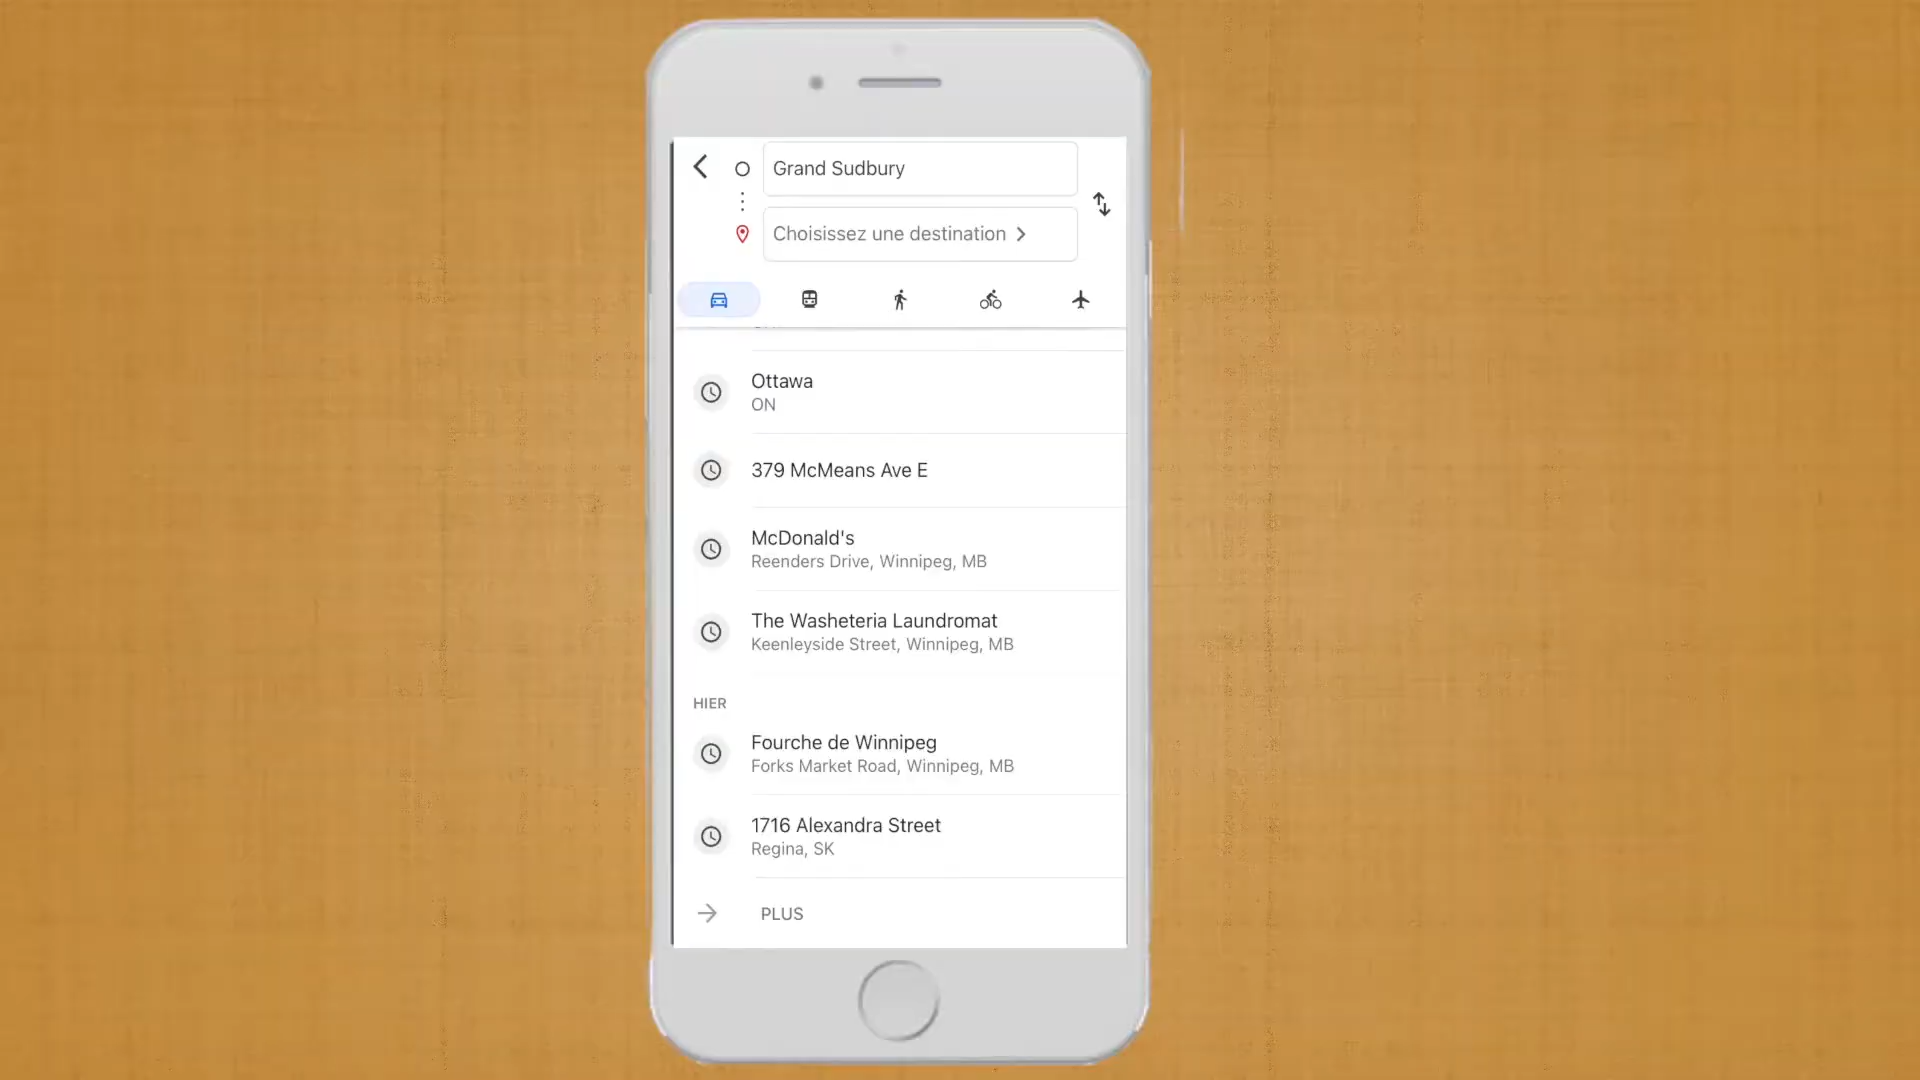 Grand Sudbury
Choisissez une destination
Ottawa
ON
379 McMeans Ave E
McDonald's
Reenders Drive, Winnipeg, MB
The Washeteria Laundromat
Keenleyside Street, Winnipeg, MB
HIER
Fourche de Winnipeg
Forks Market Road, Winnipeg, MB
1716 Alexandra Street
Regina, SK
PLUS